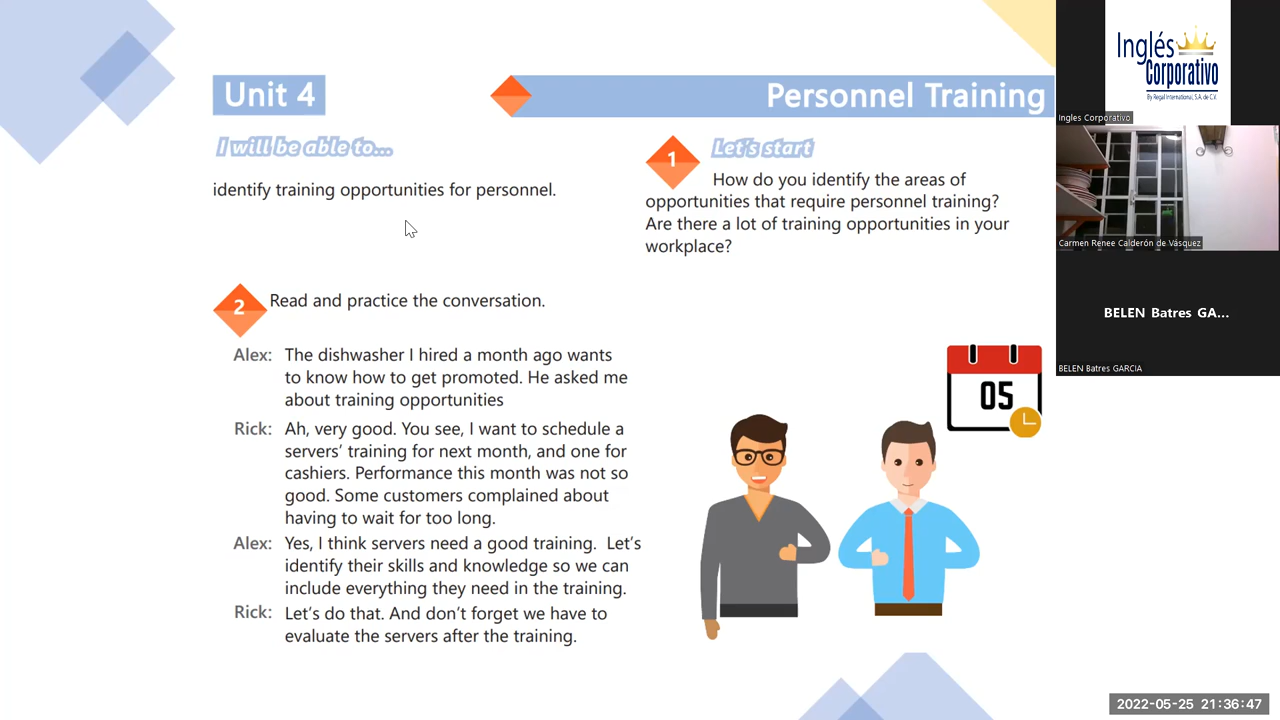 Unit 4
Personnel Training
I will be able to...
identify training opportunities for personnel.
1
Let's start
How do you identify the areas of
opportunities that require personnel training?
Are there a lot of training opportunities in your
workplace?
2
Read and practice the conversation.
Alex: The dishwasher I hired a month ago wants
to know how to get promoted. He asked me
about training opportunities
Rick: Ah, very good. You see, I want to schedule a
servers’ training for next month, and one for
cashiers. Performance this month was not so
good. Some customers complained about
having to wait for too long.
Alex: Yes, I think servers need a good training. Let’s
identify their skills and knowledge so we can
include everything they need in the training.
Rick: Let’s do that. And don’t forget we have to
evaluate the servers after the training.
05
Inglés
Corporativo
By Regal International, S.A. de C.V.
Ingles Corporativo
Carmen Renee Calderón de Vásquez
BELEN Batres GA...
BELEN Batres GARCIA
2022-05-25 21:36:47